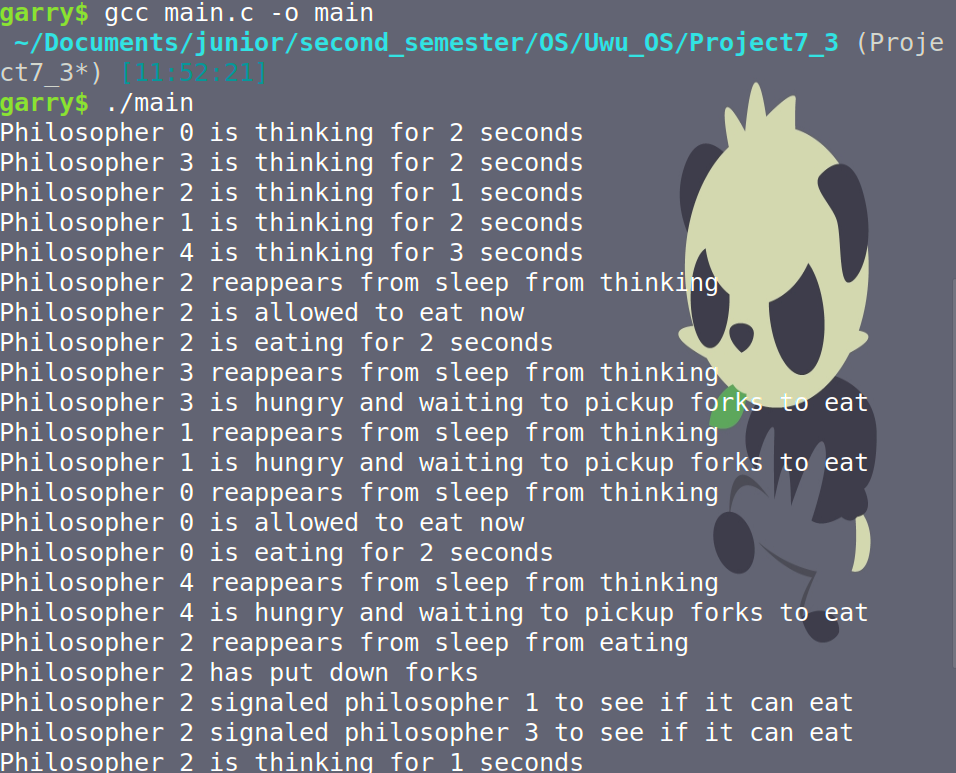 garry$ gcc main.c -o main
~/Documents/junior/second_semester/OS/Uwu_OS/Project7_3 (Proje
ct7_3*) [11:52:21]
garry$ ./main
Philosopher 0 is thinking for 2 seconds
Philosopher 3 is thinking for 2 seconds
Philosopher 2 is thinking for 1 seconds
Philosopher 1 is thinking for 2 seconds
Philosopher 4 is thinking for 3 seconds
Philosopher 2 reappears from sleep from thinking
Philosopher 2 is allowed to eat now
Philosopher 2 is eating for 2 seconds
Philosopher 3 reappears from sleep from thinking
Philosopher 3 is hungry and waiting to pickup forks to eat
Philosopher 1 reappears from sleep from thinking
Philosopher 1 is hungry and waiting to pickup forks to eat
Philosopher 0 reappears from sleep from thinking
Philosopher 0 is allowed to eat now
Philosopher 0 is eating for 2 seconds
Philosopher 4 reappears from sleep from thinking
Philosopher 4 is hungry and waiting to pickup forks to eat
Philosopher 2 reappears from sleep from eating
Philosopher 2 has put down forks
Philosopher 2 signaled philosopher 1 to see if it can eat
Philosopher 2 signaled philosopher 3 to see if it can eat
Philosopher 2 is thinking for 1 seconds